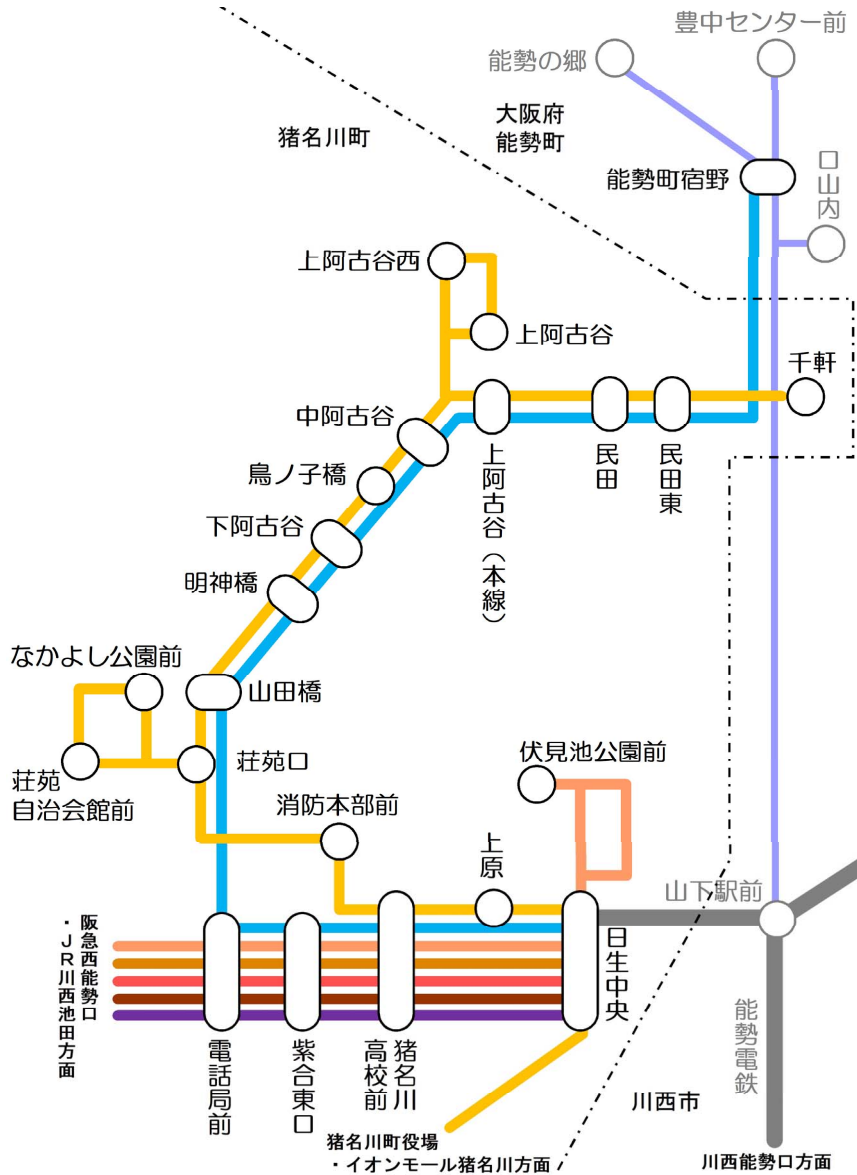 豊中センター前
能勢の郷
大阪府
能勢町
猪名川町
口山内
能勢町宿野
上阿古谷西
上阿古谷
千軒
中阿古谷
鳥ノ子橋
上阿古谷（本線）
民田
民田東
下阿古谷
明神橋
なかよし公園前
山田橋
荘苑口
荘苑
自治会館前
伏見池公園前
消防本部前
上原
山下駅前
阪急西能勢口
・ＪＲ川西池田方面
日生中央
電話局前
紫合東口
猪名川
高校前
能勢電鉄
川西市
猪名川町役場
・イオンモール猪名川方面
川西能勢口方面